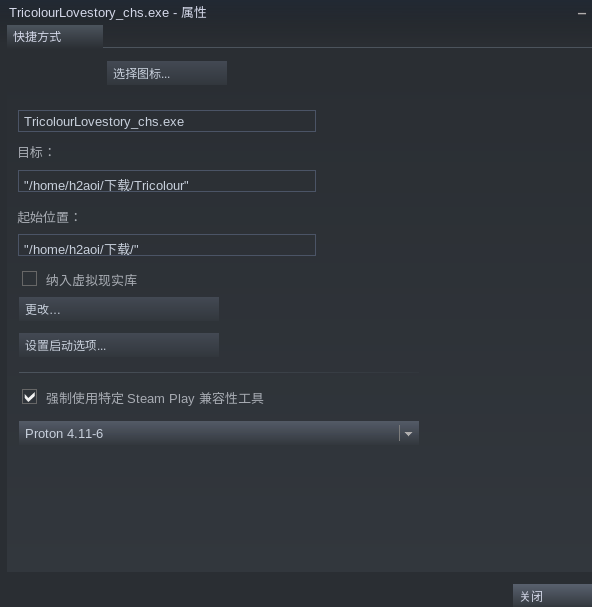 TricolourLovestory_chs.exe - 属性
快捷方式
选择图标...
TricolourLovestory_chs.exe
目标：
"/home/h2aoi/下载/Tricolour"
起始位置：
"/home/h2aoi/下载/"
纳入虚拟现实库
更改...
设置启动选项...
强制使用特定 Steam Play 兼容性工具
Proton 4.11-6
关闭